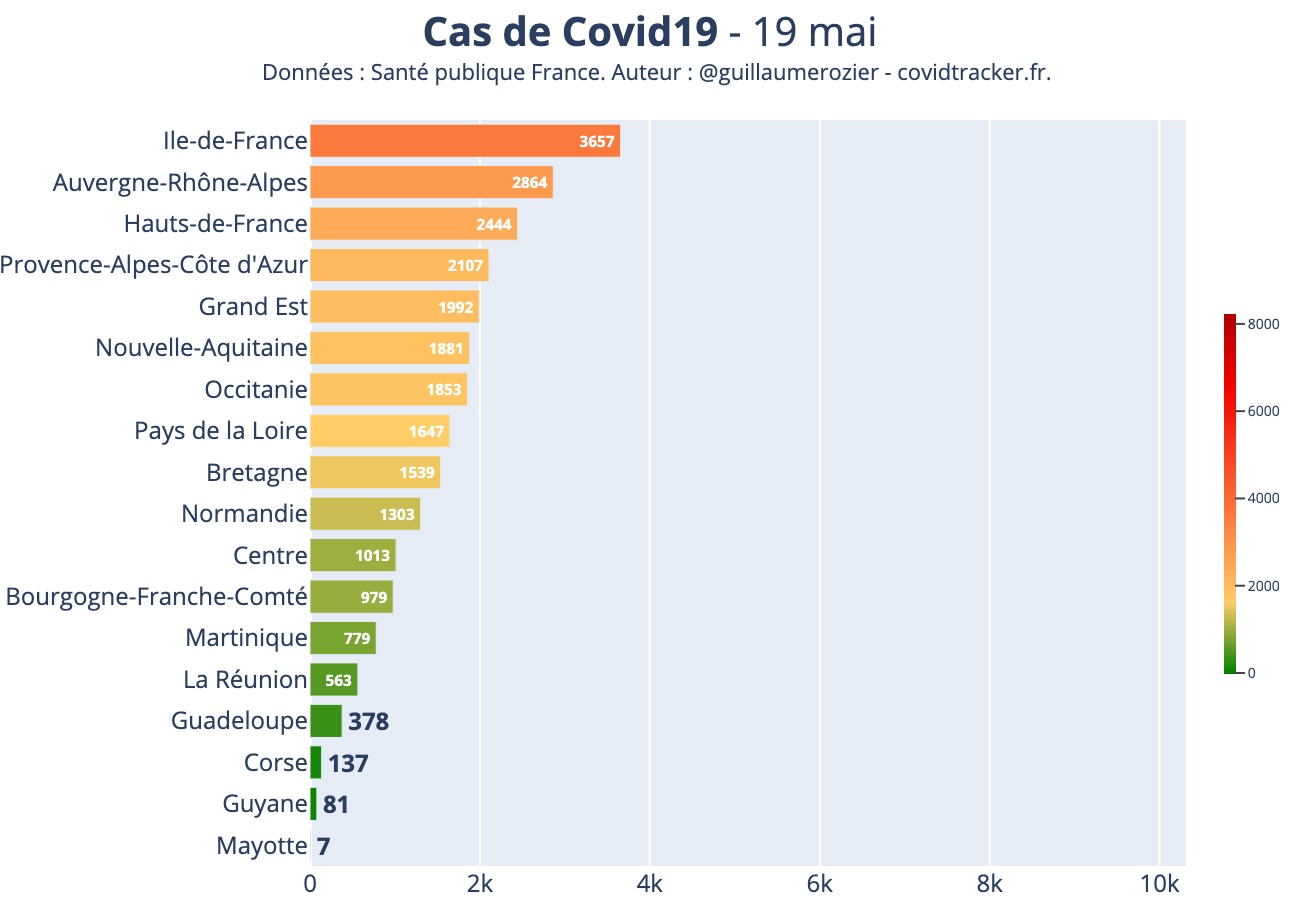 Cas de Covid19 - 19 mai
Données : Santé publique France. Auteur : @guillaumerozier - covidtracker.fr.
Ile-de-France 3657
Auvergne-Rhône-Alpes 2864
Hauts-de-France 2444
Provence-Alpes-Côte d'Azur 2107
Grand Est 1992
Nouvelle-Aquitaine 1881
Occitanie 1853
Pays de la Loire 1647
Bretagne 1539
Normandie 1303
Centre 1013
Bourgogne-Franche-Comté 979
Martinique 779
La Réunion 563
Guadeloupe 378
Corse 137
Guyane 81
Mayotte 7
0 2k 4k 6k 8k 10k
8000
6000
4000
2000
0